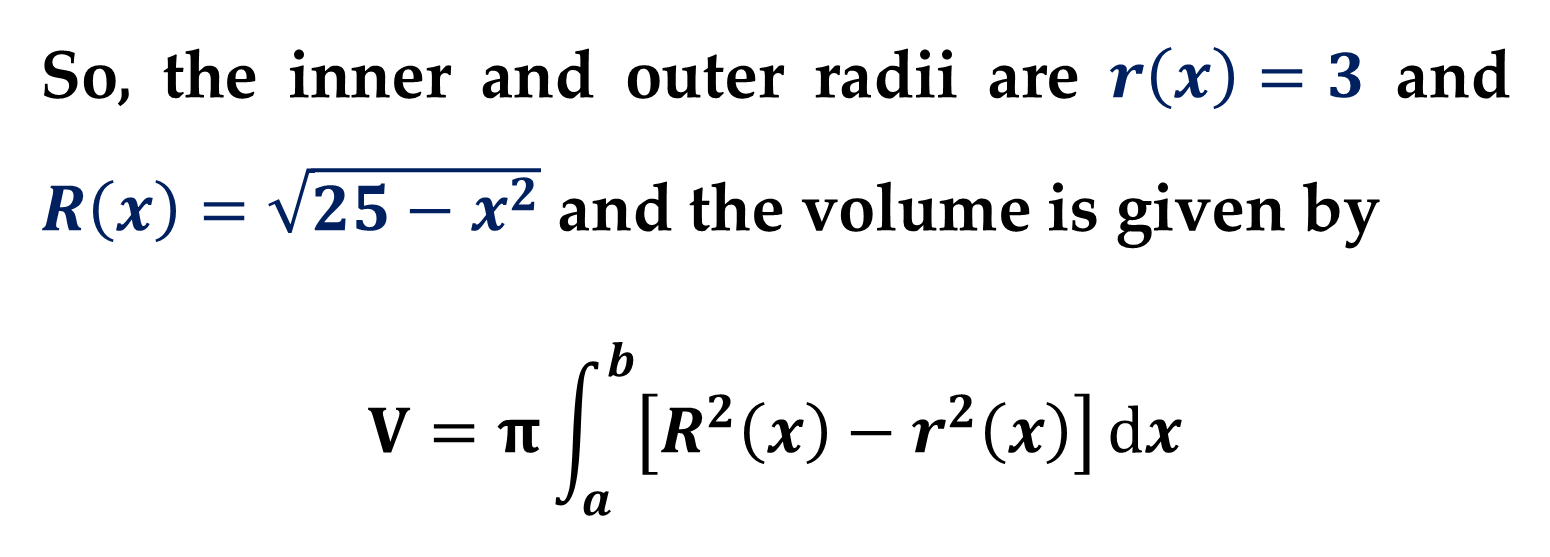 So, the inner and outer radii are r(x) = 3 and
R(x) = √(25 − x²) and the volume is given by
V = π ∫ₐᵇ [R²(x) − r²(x)] dx